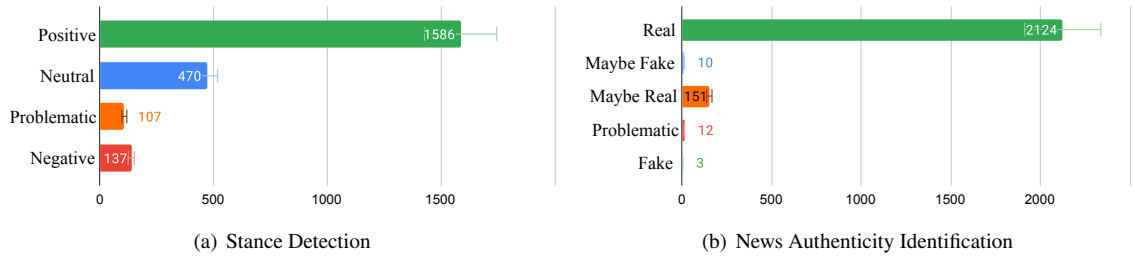 Positive 1586
Neutral 470
Problematic 107
Negative 137
0 500 1000 1500
(a) Stance Detection
Real 2124
Maybe Fake 10
Maybe Real 151
Problematic 12
Fake 3
0 500 1000 1500 2000
(b) News Authenticity Identification